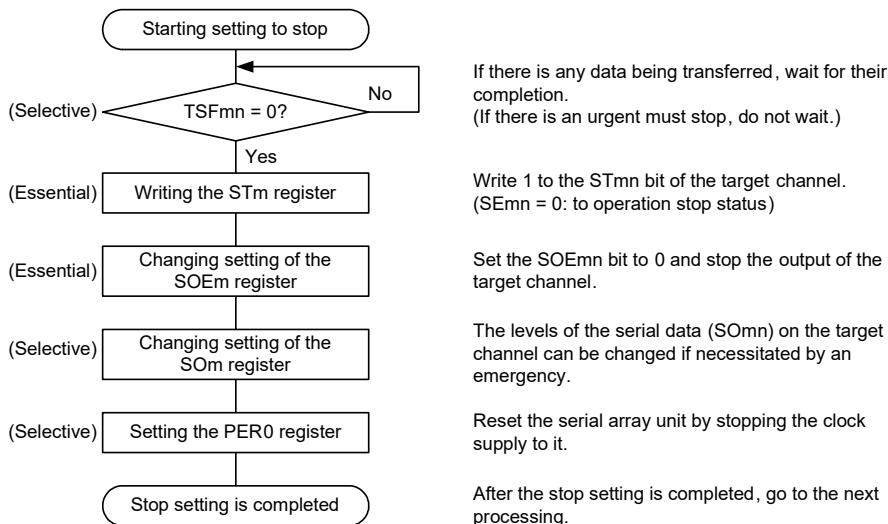 Starting setting to stop
No
(Selective)
TSFmn = 0?
If there is any data being transferred, wait for their
completion.
(If there is an urgent must stop, do not wait.)
Yes
(Essential)
Writing the STm register
Write 1 to the STmn bit of the target channel.
(SEmn = 0: to operation stop status)
(Essential)
Changing setting of the
SOEm register
Set the SOEmn bit to 0 and stop the output of the
target channel.
(Selective)
Changing setting of the
SOm register
The levels of the serial data (SOmn) on the target
channel can be changed if necessitated by an
emergency.
(Selective)
Setting the PER0 register
Reset the serial array unit by stopping the clock
supply to it.
Stop setting is completed
After the stop setting is completed, go to the next
processing.